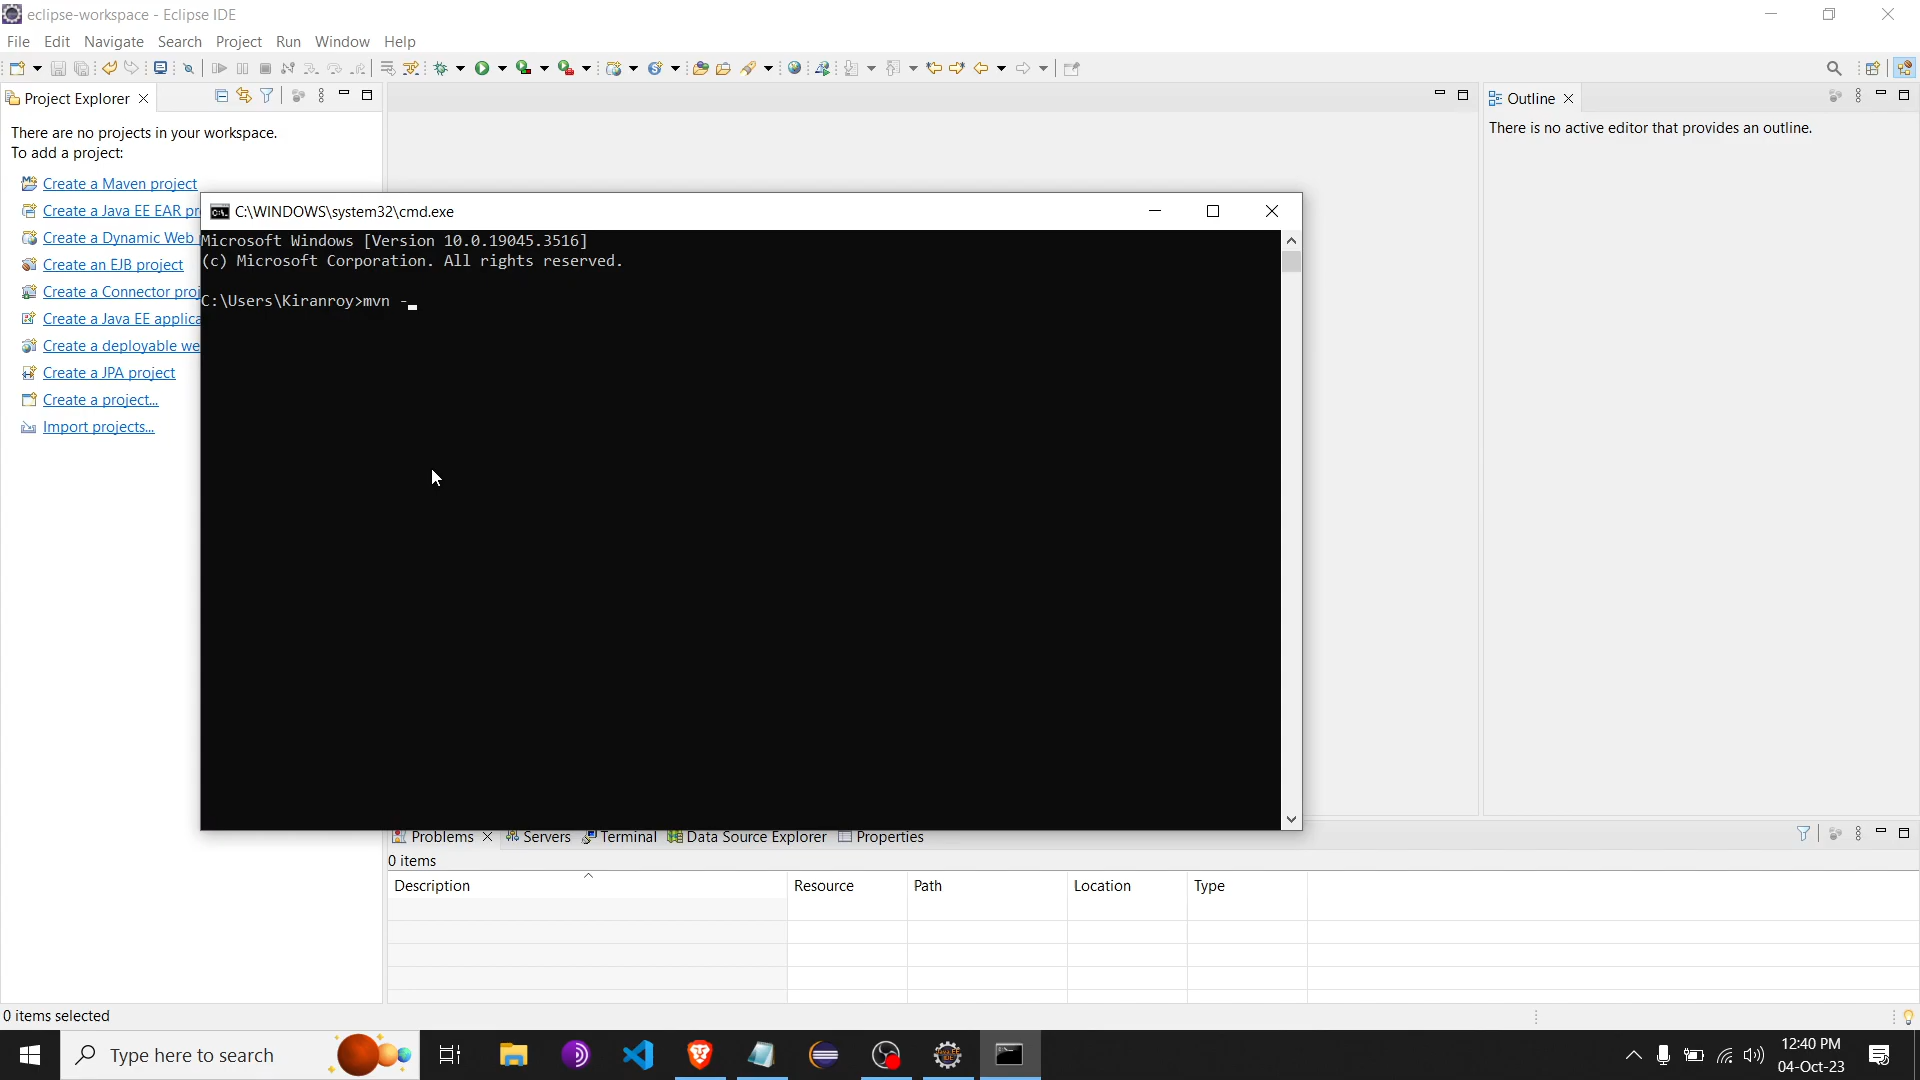 eclipse-workspace - Eclipse IDE
File Edit Navigate Search Project Run Window Help
Project Explorer
There are no projects in your workspace.
To add a project:
Create a Maven project
Create a Java EE EAR pr
Create a Dynamic Web
Create an EJB project
Create a Connector proj
Create a Java EE applica
Create a deployable we
Create a JPA project
Create a project...
Import projects...
C:\WINDOWS\system32\cmd.exe
Microsoft Windows [Version 10.0.19045.3516]
(c) Microsoft Corporation. All rights reserved.
C:\Users\Kiranroy>mvn -
Outline
There is no active editor that provides an outline.
Problems Servers Terminal Data Source Explorer Properties
0 items
Description Resource Path Location Type
0 items selected
Type here to search
12:40 PM
04-Oct-23